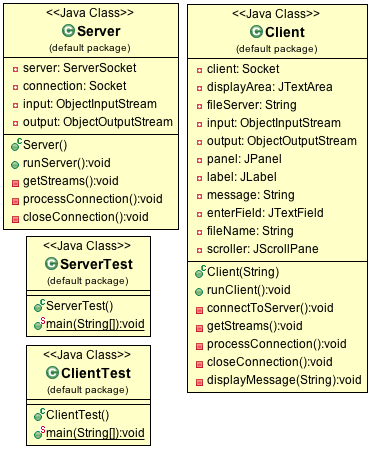 <<Java Class>>
Server
(default package)
server: ServerSocket
connection: Socket
input: ObjectInputStream
output: ObjectOutputStream
Server()
runServer():void
getStreams():void
processConnection():void
closeConnection():void
<<Java Class>>
ServerTest
(default package)
ServerTest()
main(String[]):void
<<Java Class>>
ClientTest
(default package)
ClientTest()
main(String[]):void
<<Java Class>>
Client
(default package)
client: Socket
displayArea: JTextArea
fileServer: String
input: ObjectInputStream
output: ObjectOutputStream
panel: JPanel
label: JLabel
message: String
enterField: JTextField
fileName: String
scroller: JScrollPane
Client(String)
runClient():void
connectToServer():void
getStreams():void
processConnection():void
closeConnection():void
displayMessage(String):void